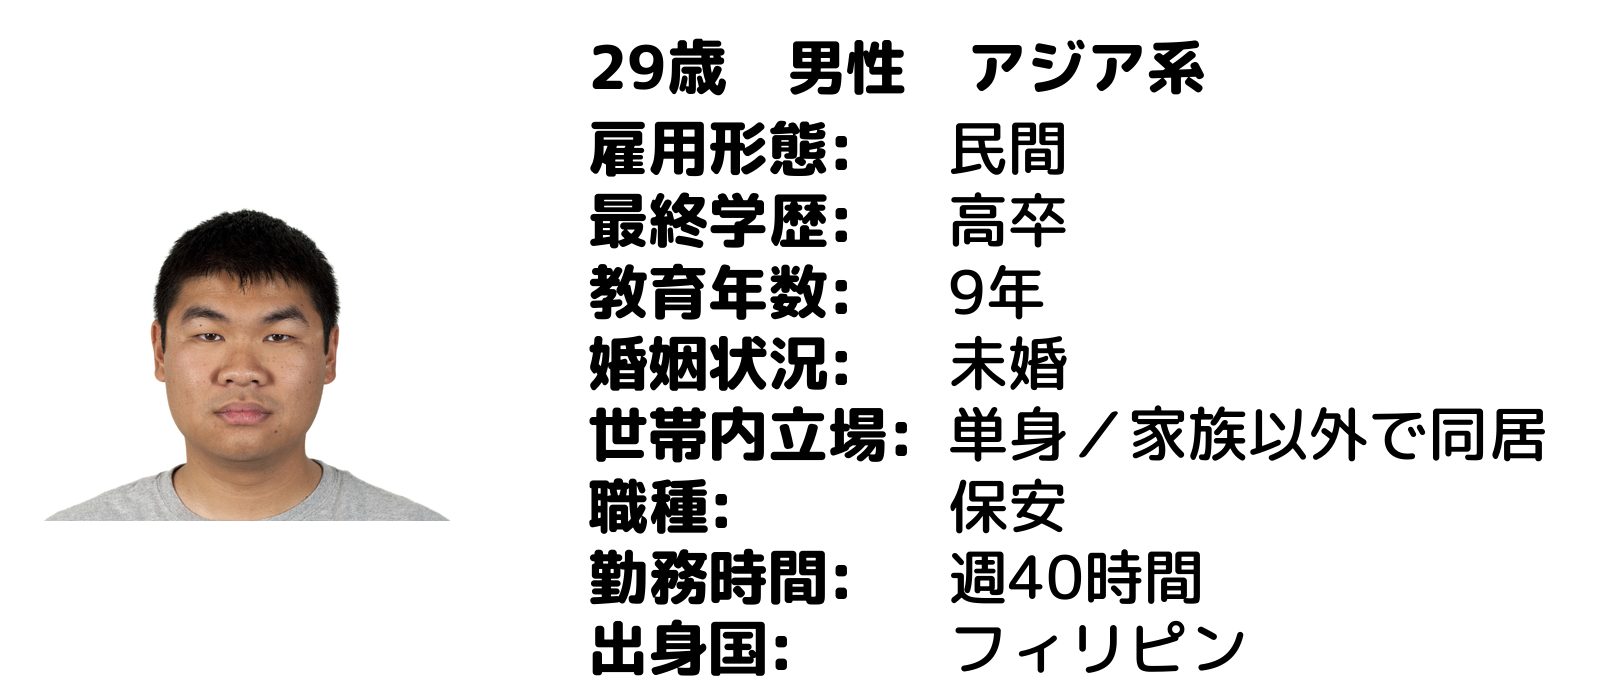 29歳　男性　アジア系
雇用形態:　民間
最終学歴:　高卒
教育年数:　9年
婚姻状況:　未婚
世帯内立場:　単身／家族以外で同居
職種:　保安
勤務時間:　週40時間
出身国:　フィリピン